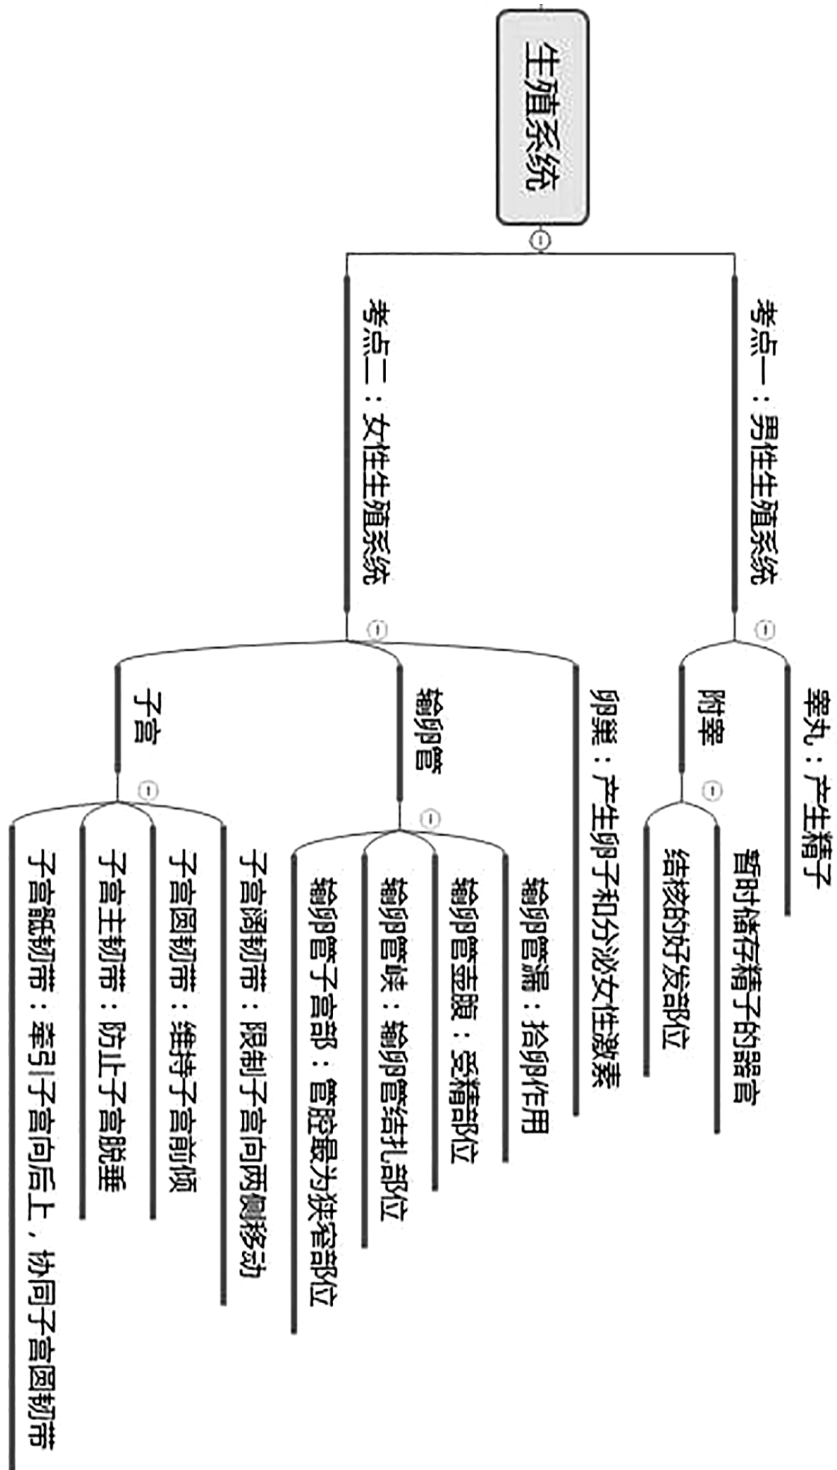 生殖系统
考点一：男性生殖系统
睾丸：产生精子
附睾
暂时储存精子的器官
结核的好发部位
考点二：女性生殖系统
卵巢：产生卵子和分泌女性激素
输卵管
输卵管漏：拾卵作用
输卵管壶腹：受精部位
输卵管峡：输卵管结扎部位
输卵管子宫部：管腔最为狭窄部位
子宫
子宫阔韧带：限制子宫向两侧移动
子宫圆韧带：维持子宫前倾
子宫主韧带：防止子宫脱垂
子宫骶韧带：牵引子宫向后上，协同子宫圆韧带